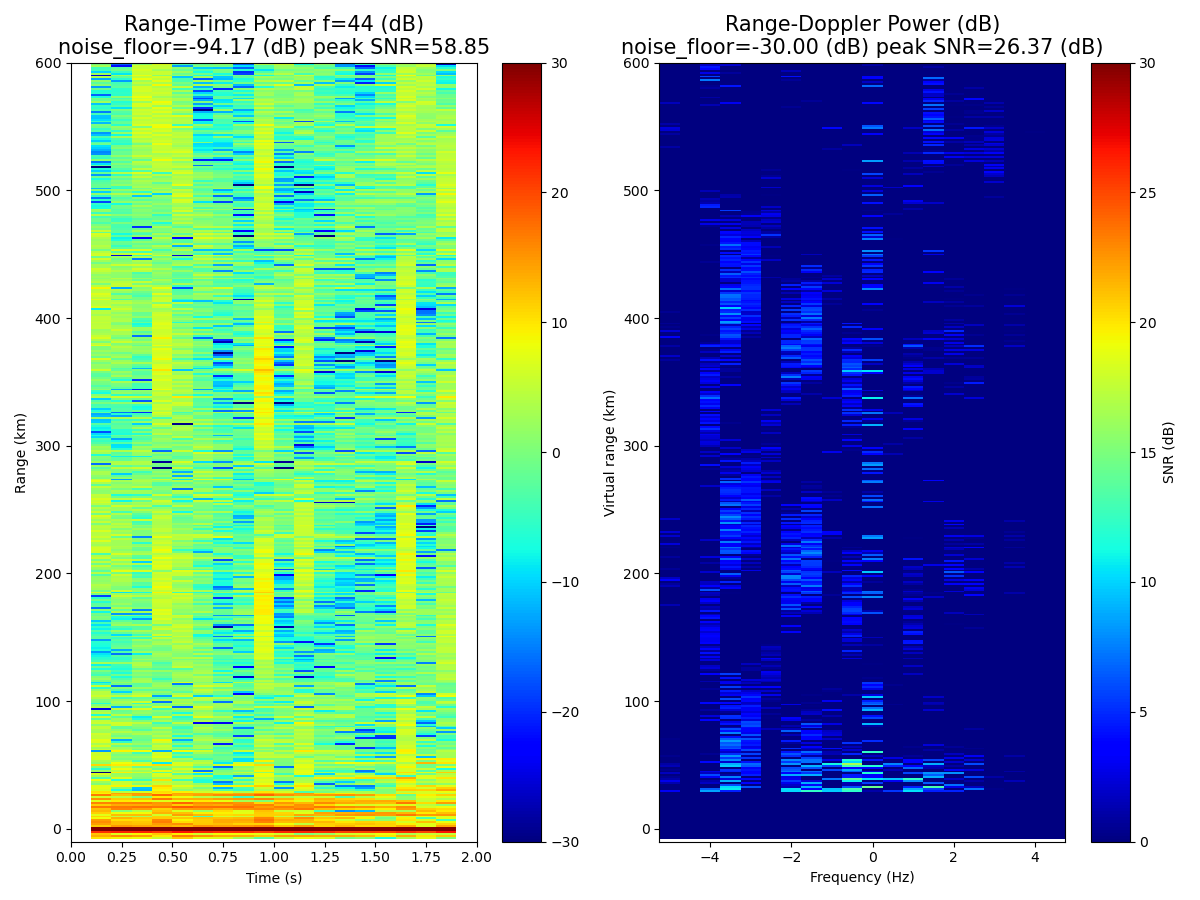 Range-Time Power f=44 (dB)
noise_floor=-94.17 (dB) peak SNR=58.85
Range-Doppler Power (dB)
noise_floor=-30.00 (dB) peak SNR=26.37 (dB)
600
500
400
300
200
100
0
Range (km)
0.00 0.25 0.50 0.75 1.00 1.25 1.50 1.75 2.00
Time (s)
30
20
10
0
−10
−20
−30
600
500
400
300
200
100
0
Virtual range (km)
−4 −2 0 2 4
Frequency (Hz)
30
25
20
15
10
5
0
SNR (dB)